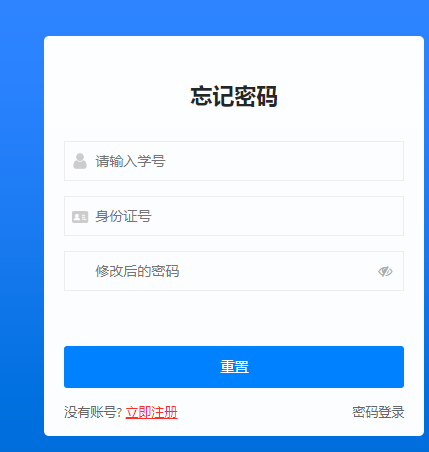 忘记密码
请输入学号
身份证号
修改后的密码
重置
没有账号? 立即注册 密码登录